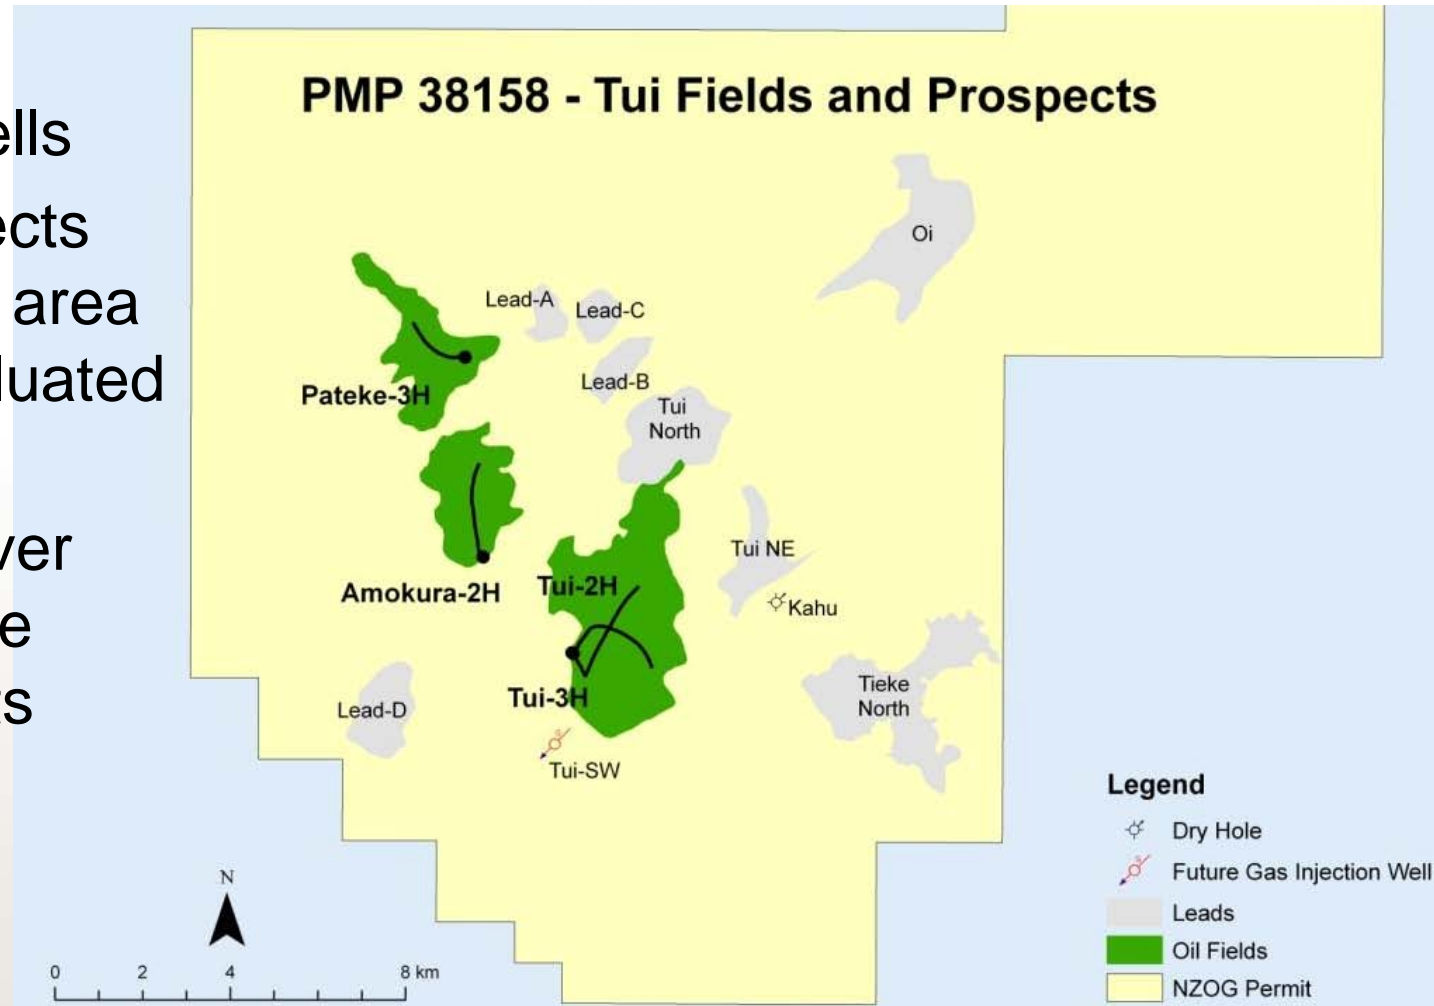 PMP 38158 - Tui Fields and Prospects
ells
ects
area
luated
ver
e
ts
Oi
Lead-A
Lead-C
Lead-B
Pateke-3H
Tui
North
Tui NE
Amokura-2H
Tui-2H
Kahu
Tui-3H
Lead-D
Tieke
North
Tui-SW
Legend
Dry Hole
Future Gas Injection Well
Leads
Oil Fields
NZOG Permit
N
0 2 4 8 km